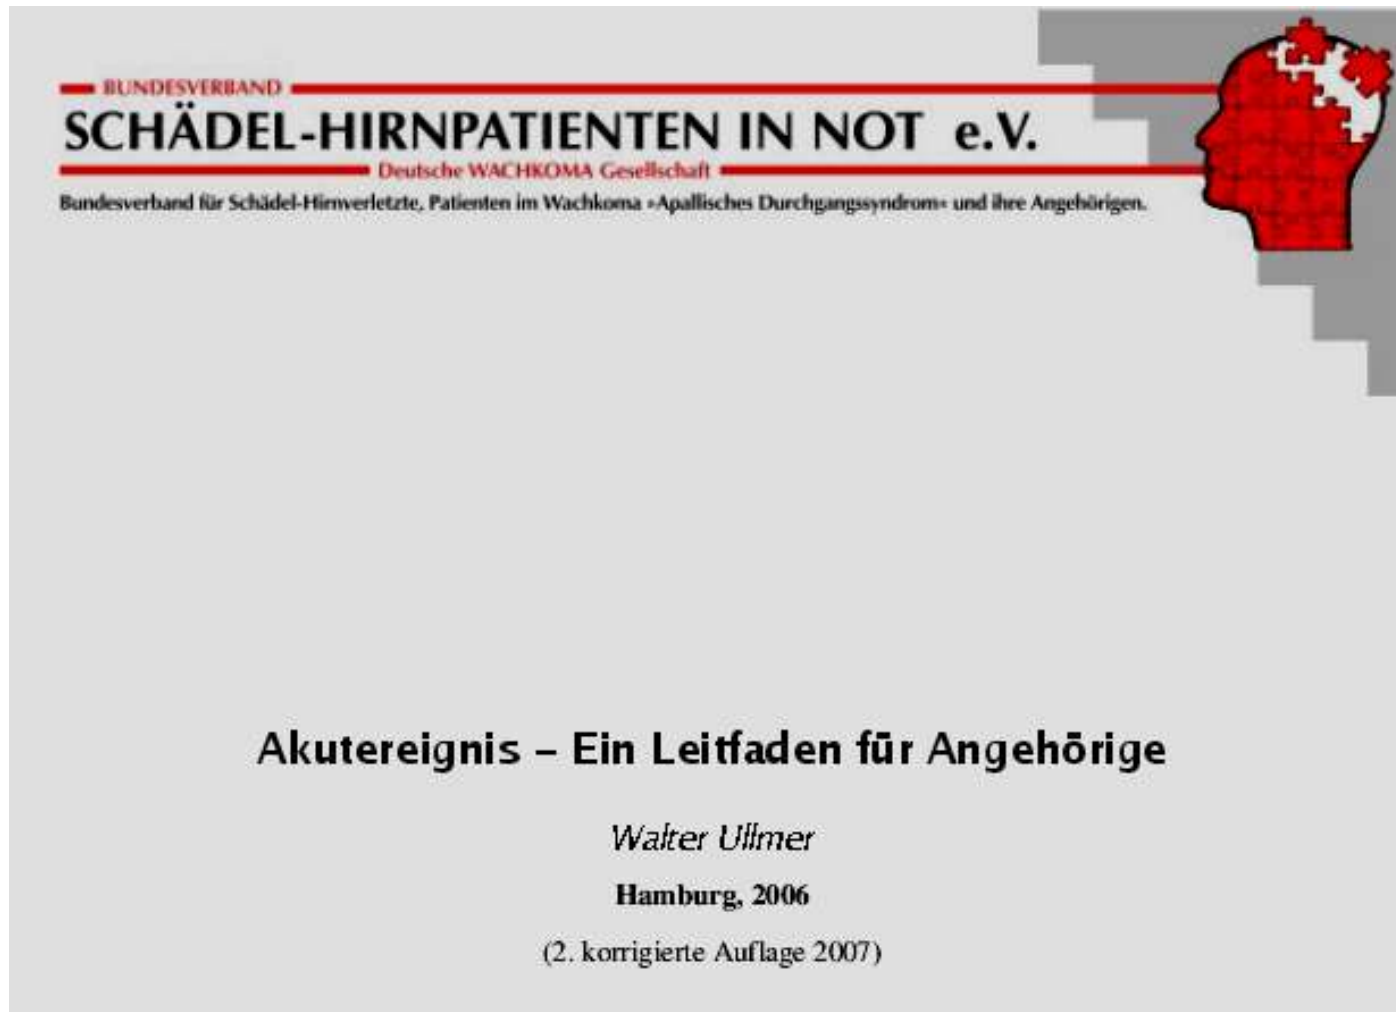 BUNDESVERBAND
SCHÄDEL-HIRNPATIENTEN IN NOT e.V.
Deutsche WACHKOMA Gesellschaft
Bundesverband für Schädel-Hirnverletzte, Patienten im Wachkoma »Apallisches Durchgangssyndrom« und ihre Angehörigen.
Akutereignis – Ein Leitfaden für Angehörige
Walter Ullmer
Hamburg, 2006
(2. korrigierte Auflage 2007)